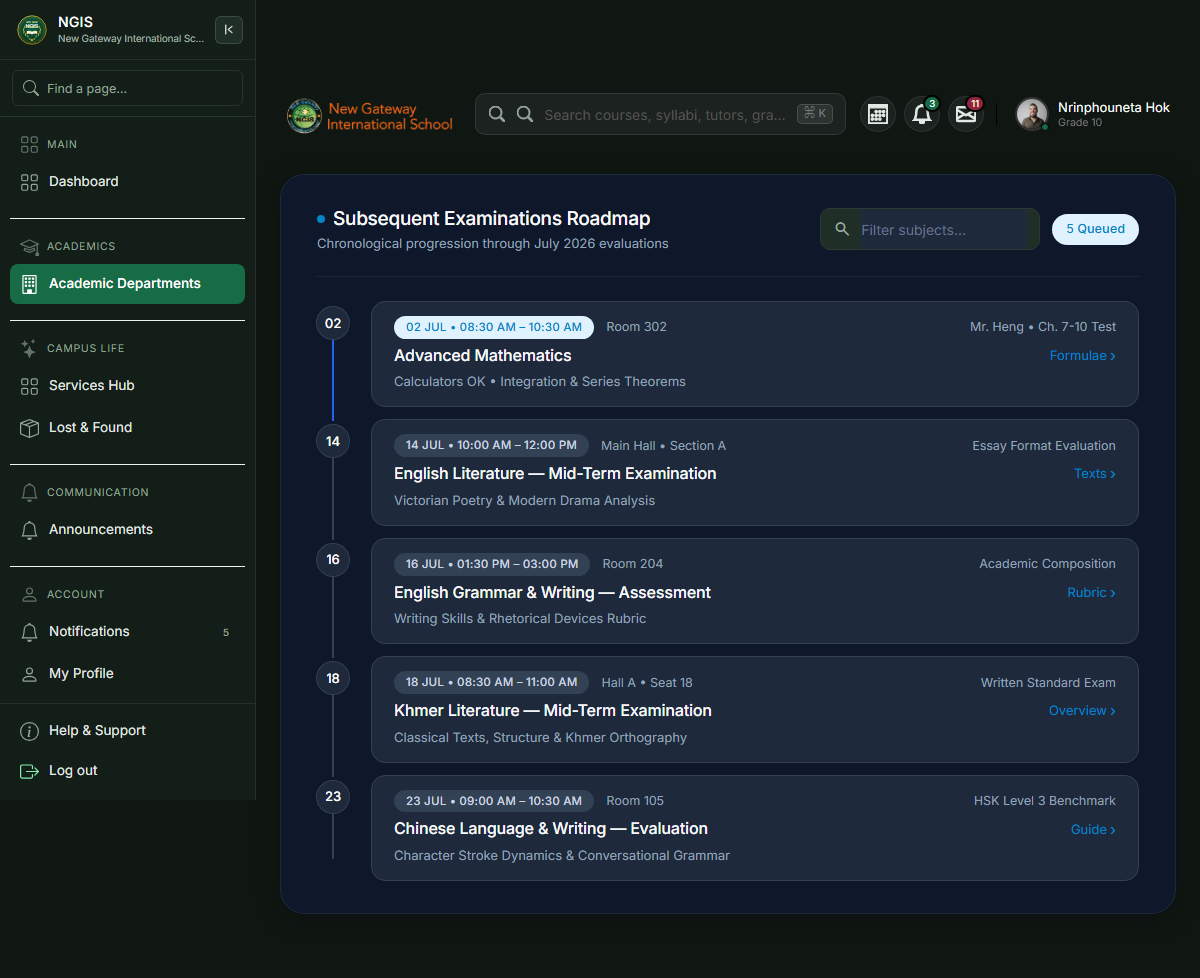 NGIS
New Gateway International Sc...
Find a page...
MAIN
Dashboard
ACADEMICS
Academic Departments
CAMPUS LIFE
Services Hub
Lost & Found
COMMUNICATION
Announcements
ACCOUNT
Notifications 5
My Profile
Help & Support
Log out
New Gateway
International School
Search courses, syllabi, tutors, gra... ⌘ K
3
11
Nrinphouneta Hok
Grade 10
Subsequent Examinations Roadmap
Chronological progression through July 2026 evaluations
Filter subjects...
5 Queued
02
02 JUL • 08:30 AM – 10:30 AM Room 302 Mr. Heng • Ch. 7-10 Test
Advanced Mathematics Formulae ›
Calculators OK • Integration & Series Theorems
14
14 JUL • 10:00 AM – 12:00 PM Main Hall • Section A Essay Format Evaluation
English Literature — Mid-Term Examination Texts ›
Victorian Poetry & Modern Drama Analysis
16
16 JUL • 01:30 PM – 03:00 PM Room 204 Academic Composition
English Grammar & Writing — Assessment Rubric ›
Writing Skills & Rhetorical Devices Rubric
18
18 JUL • 08:30 AM – 11:00 AM Hall A • Seat 18 Written Standard Exam
Khmer Literature — Mid-Term Examination Overview ›
Classical Texts, Structure & Khmer Orthography
23
23 JUL • 09:00 AM – 10:30 AM Room 105 HSK Level 3 Benchmark
Chinese Language & Writing — Evaluation Guide ›
Character Stroke Dynamics & Conversational Grammar